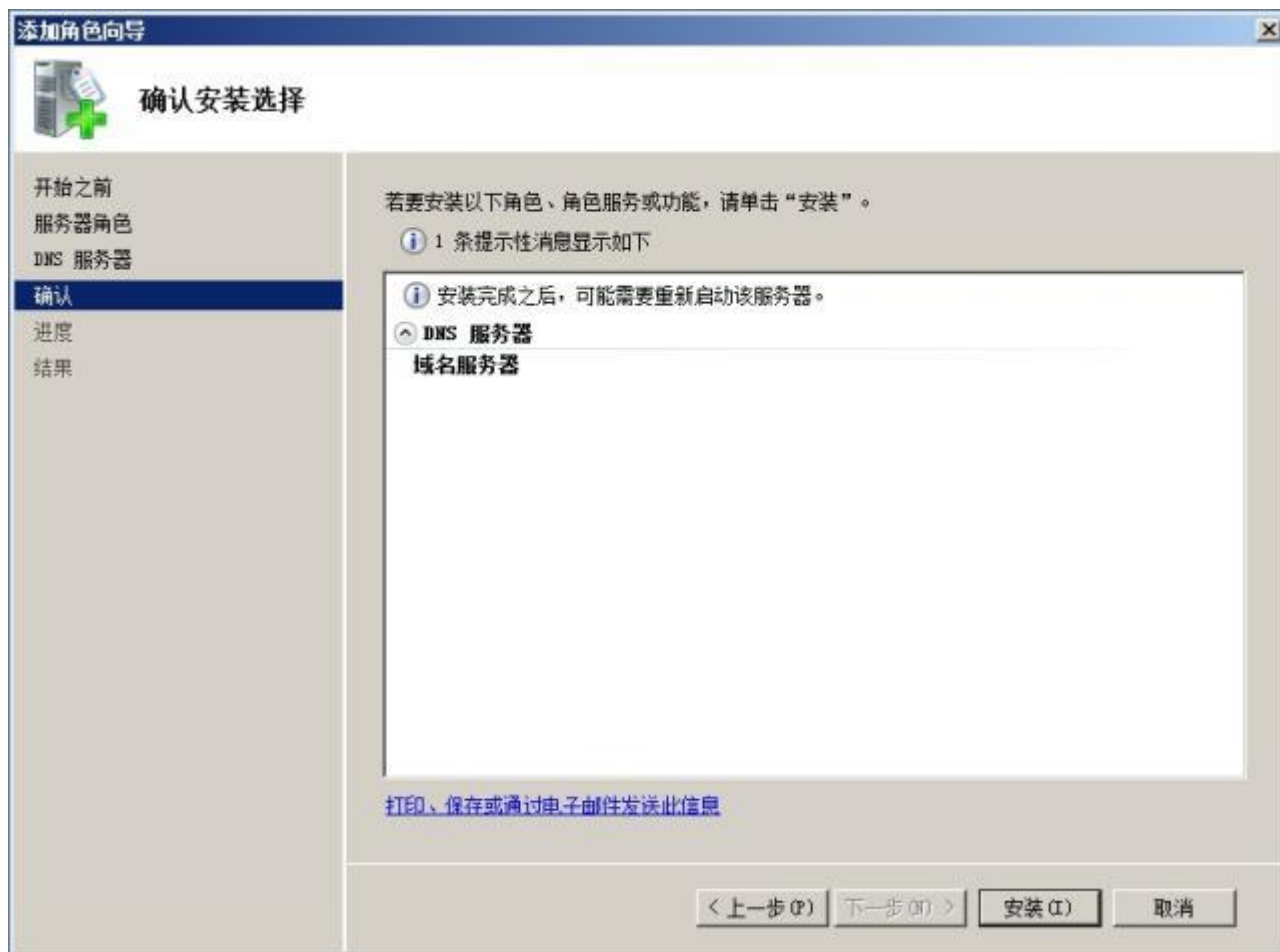 添加角色向导
确认安装选择
开始之前
服务器角色
DNS 服务器
确认
进度
结果
若要安装以下角色、角色服务或功能，请单击“安装”。
1 条提示性消息显示如下
安装完成之后，可能需要重新启动该服务器。
DNS 服务器
域名服务器
打印、保存或通过电子邮件发送此信息
< 上一步(P)
下一步(N) >
安装(I)
取消